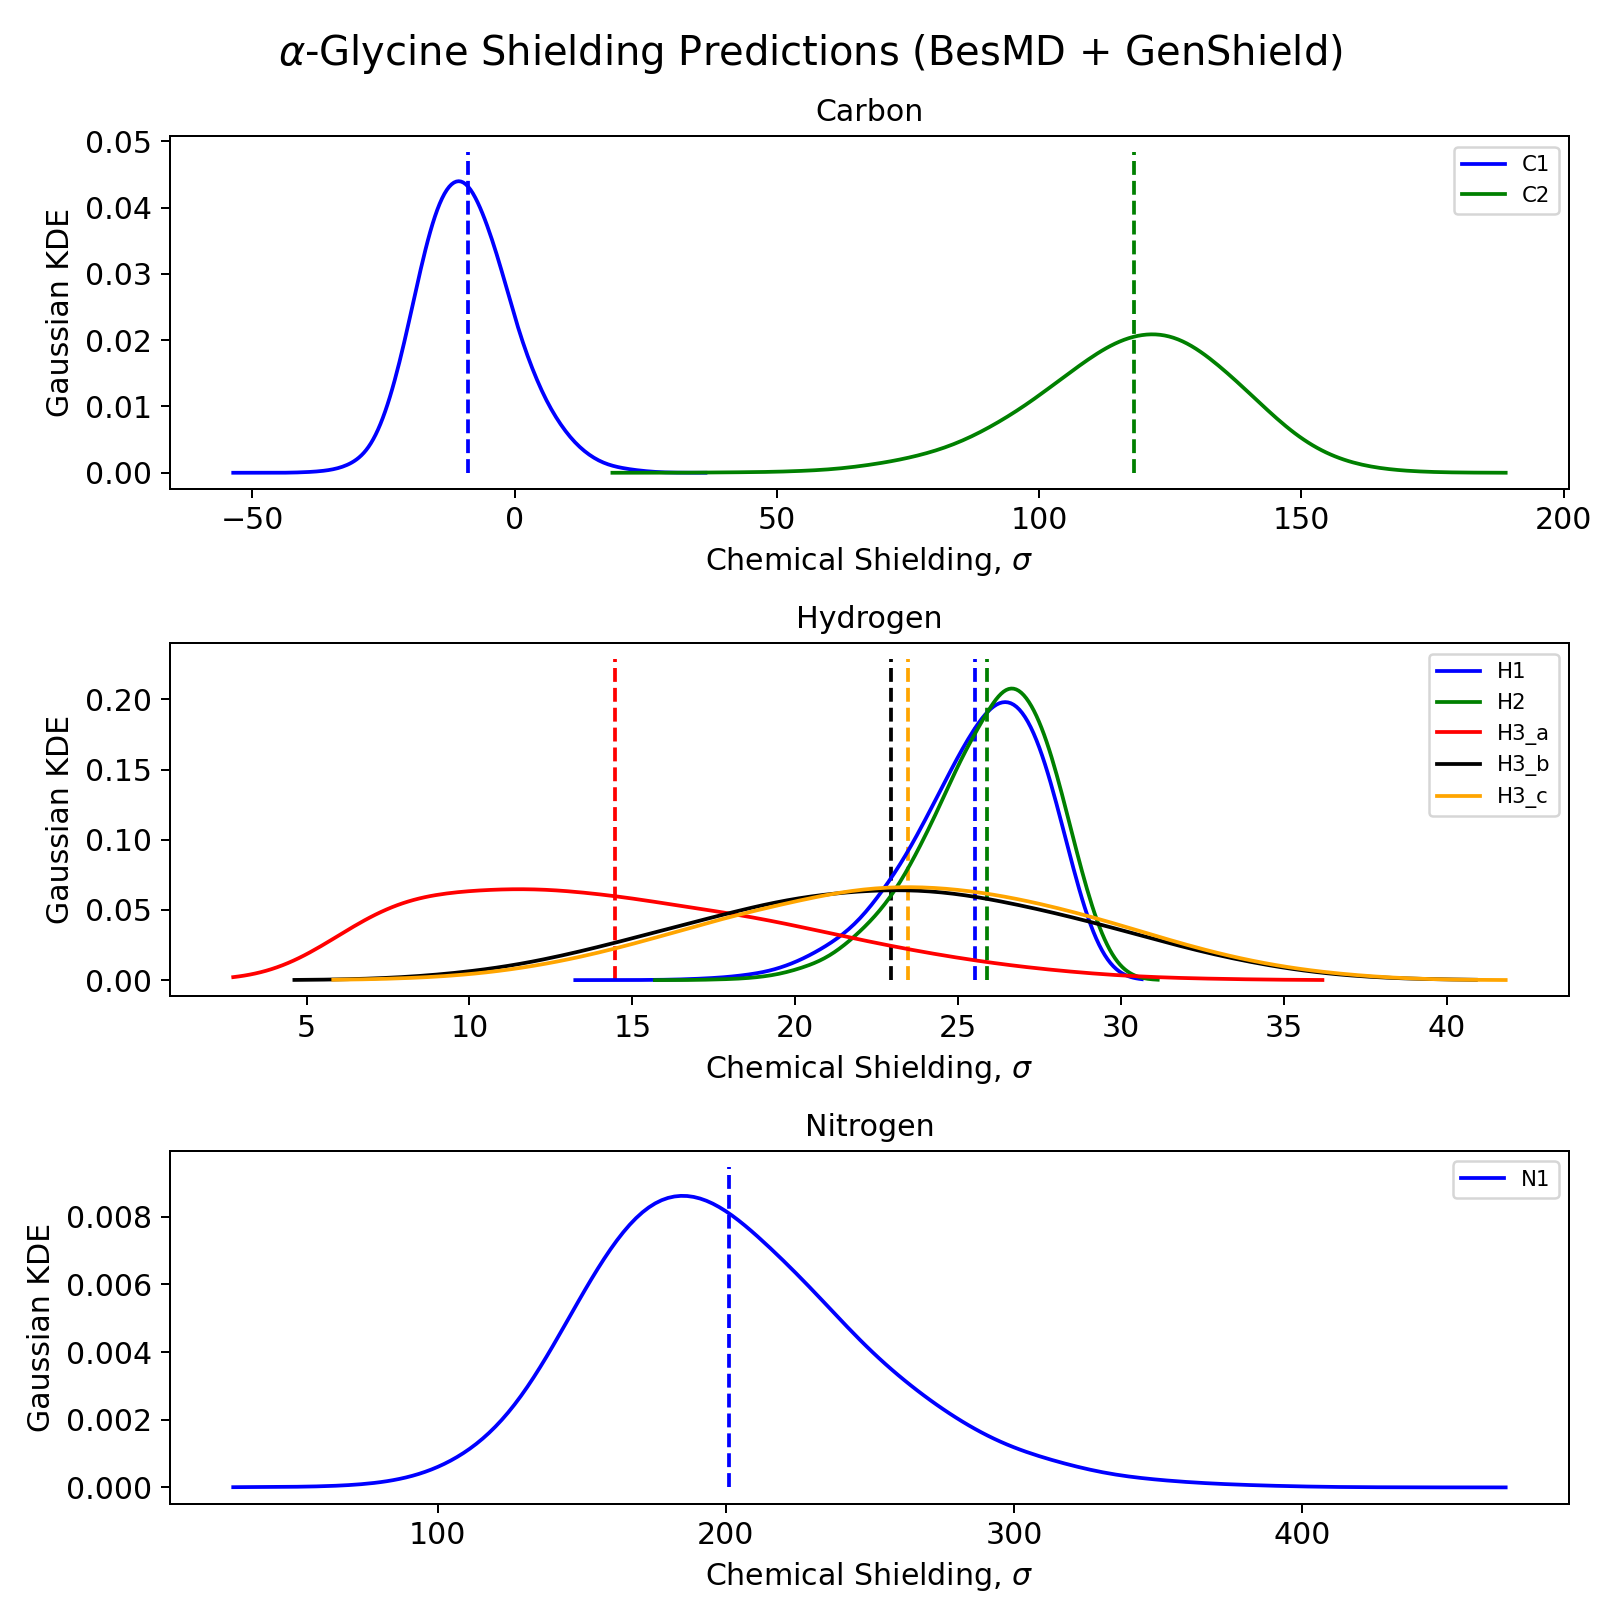 α-Glycine Shielding Predictions (BesMD + GenShield)
Carbon
Gaussian KDE
0.05
0.04
0.03
0.02
0.01
0.00
C1
C2
−50 0 50 100 150 200
Chemical Shielding, σ
Hydrogen
Gaussian KDE
0.20
0.15
0.10
0.05
0.00
H1
H2
H3_a
H3_b
H3_c
5 10 15 20 25 30 35 40
Chemical Shielding, σ
Nitrogen
Gaussian KDE
0.008
0.006
0.004
0.002
0.000
N1
100 200 300 400
Chemical Shielding, σ